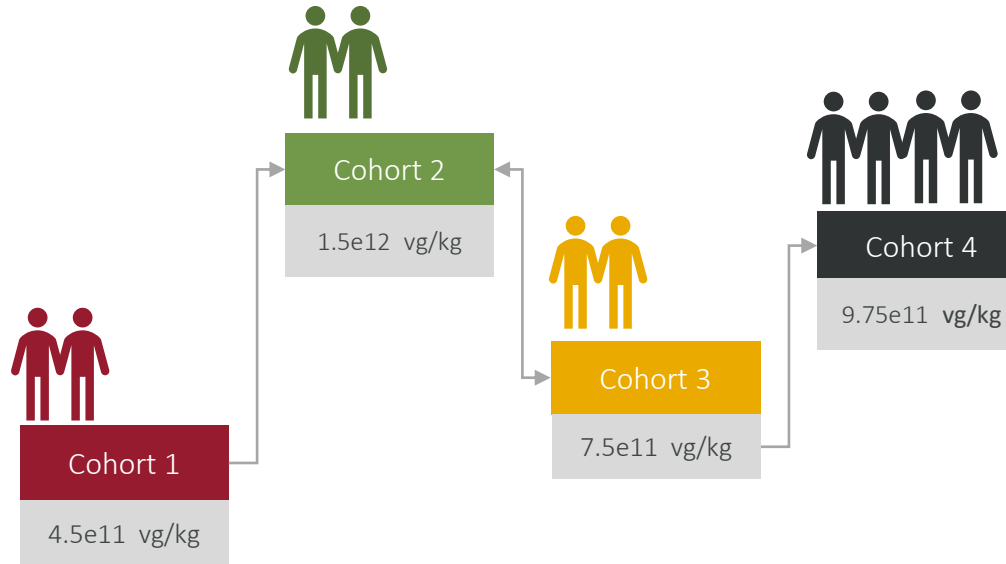 Cohort 1
4.5e11 vg/kg
Cohort 2
1.5e12 vg/kg
Cohort 3
7.5e11 vg/kg
Cohort 4
9.75e11 vg/kg